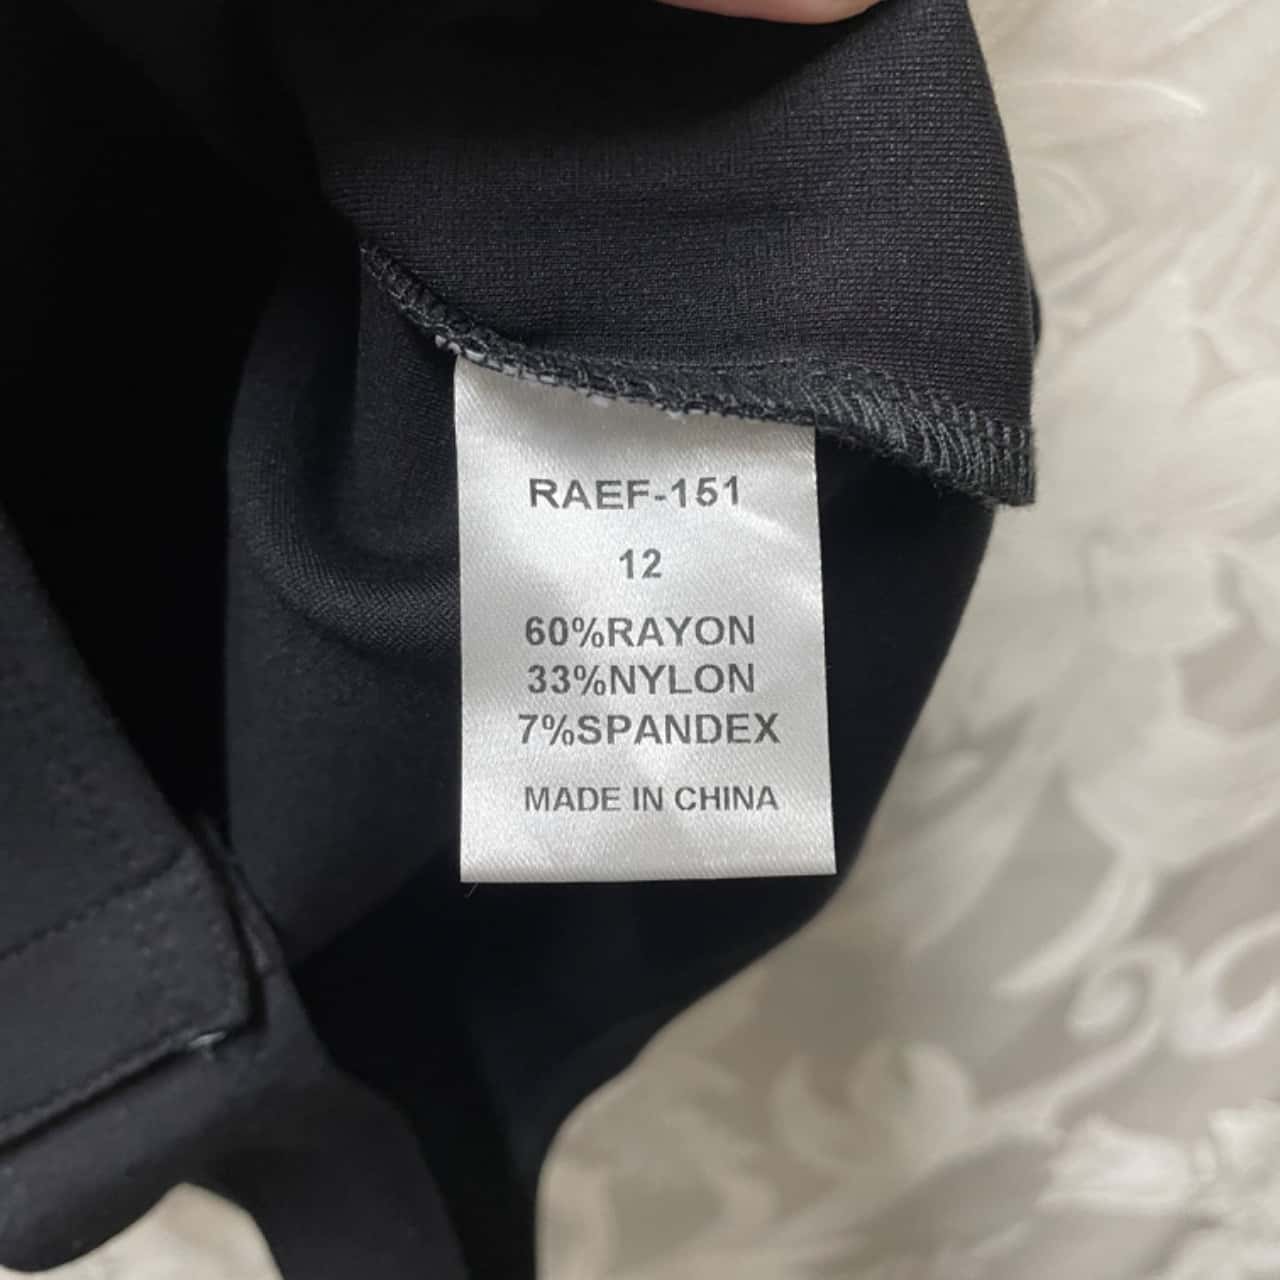 RAEF-151
12
60%RAYON
33%NYLON
7%SPANDEX
MADE IN CHINA